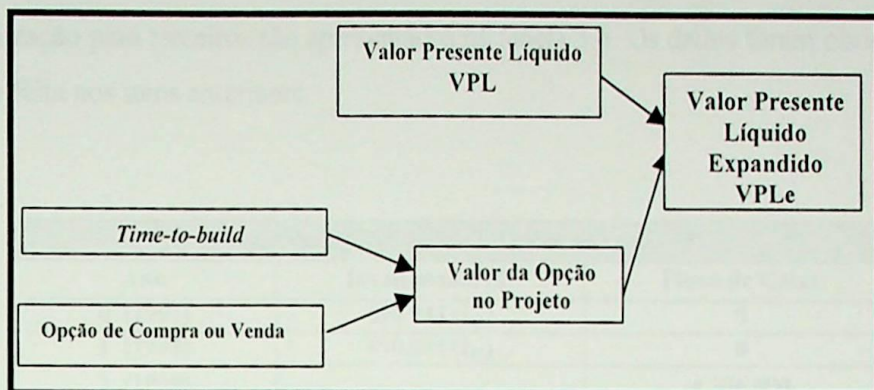 Valor Presente Líquido
VPL
Valor Presente
Líquido
Expandido
VPLe
Time-to-build
Valor da Opção
no Projeto
Opção de Compra ou Venda